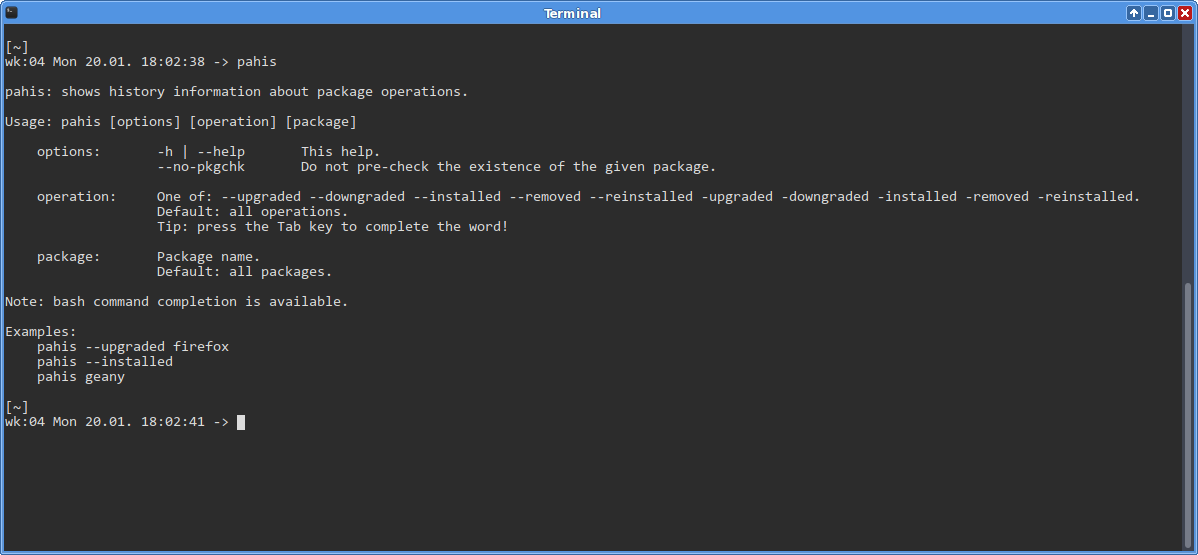 Terminal
[~]
wk:04 Mon 20.01. 18:02:38 -> pahis
pahis: shows history information about package operations.
Usage: pahis [options] [operation] [package]
options: -h | --help This help.
--no-pkgchk Do not pre-check the existence of the given package.
operation: One of: --upgraded --downgraded --installed --removed --reinstalled -upgraded -downgraded -installed -removed -reinstalled.
Default: all operations.
Tip: press the Tab key to complete the word!
package: Package name.
Default: all packages.
Note: bash command completion is available.
Examples:
pahis --upgraded firefox
pahis --installed
pahis geany
[~]
wk:04 Mon 20.01. 18:02:41 ->